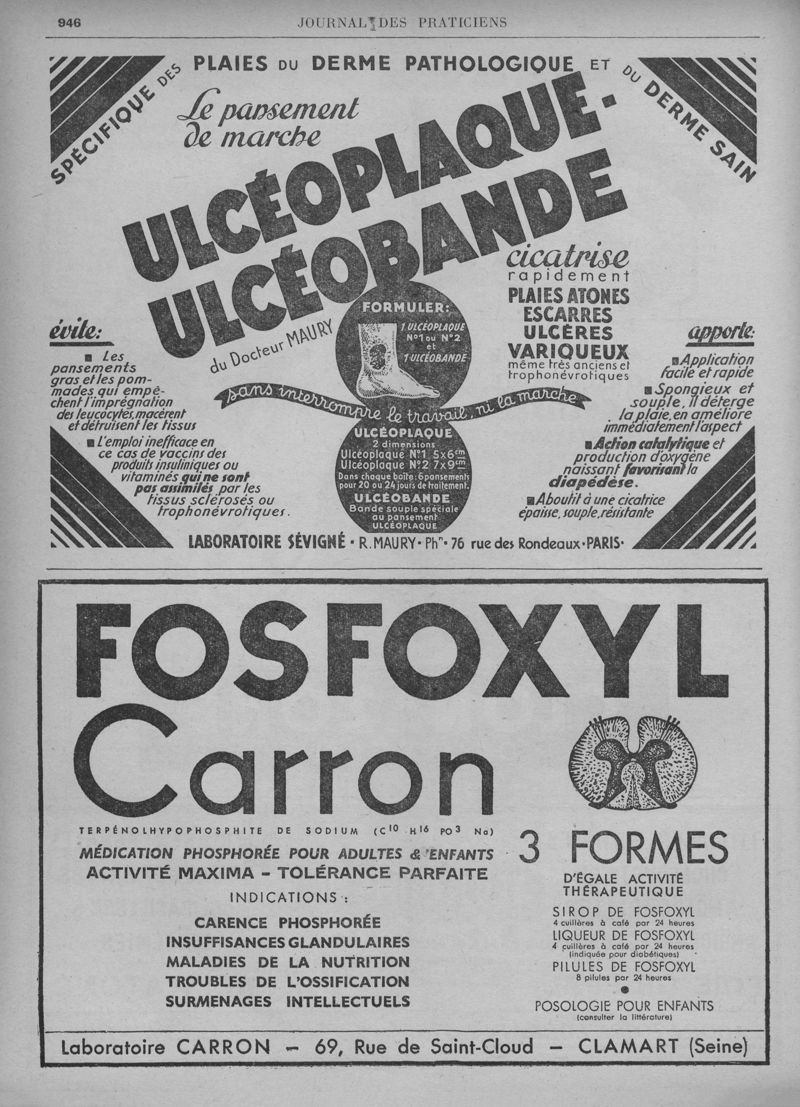 946
JOURNAL DES PRATICIENS
SPÉCIFIQUE DES PLAIES DU DERME PATHOLOGIQUE ET DU DERME SAIN
Le pansement
de marche
ULCÉOPLAQUE-
ULCÉOBANDE
du Docteur MAURY
cicatrise
rapidement
PLAIES ATONES
ESCARRES
ULCÈRES
VARIQUEUX
même très anciens et
trophonévrotiques
FORMULER:
1 ULCÉOPLAQUE
N°1 ou N°2
et
1 ULCÉOBANDE
sans interrompre le travail, ni la marche
évite:
■ Les
pansements
gras et les pom-
mades qui empê-
chent l'imprégnation
des leucocytes, macèrent
et détruisent les tissus
■ L'emploi inefficace en
ce cas de vaccins des
produits insuliniques ou
vitaminés qui ne sont
pas assimilés par les
tissus sclérosés ou
trophonévrotiques.
ULCÉOPLAQUE
2 dimensions
Ulcéoplaque N°1 5x6cm
Ulcéoplaque N°2 7x9cm
Dans chaque boîte: 6 pansements
pour 20 ou 24 jours de traitement.
ULCÉOBANDE
Bande souple spéciale
au pansement
ULCÉOPLAQUE
apporte:
■ Application
facile et rapide
■ Spongieux et
souple, il déterge
la plaie, en améliore
immédiatement l'aspect
■ Action catalytique et
production d'oxygène
naissant favorisant la
diapédèse.
■ Aboutit à une cicatrice
épaisse, souple, résistante
LABORATOIRE SÉVIGNÉ • R. MAURY • Phn • 76 rue des Rondeaux • PARIS •
FOSFOXYL
Carron
TERPÉNOLHYPOPHOSPHITE DE SODIUM (C10 H16 PO3 Na)
MÉDICATION PHOSPHORÉE POUR ADULTES & ENFANTS
ACTIVITÉ MAXIMA - TOLÉRANCE PARFAITE
INDICATIONS :
CARENCE PHOSPHORÉE
INSUFFISANCES GLANDULAIRES
MALADIES DE LA NUTRITION
TROUBLES DE L'OSSIFICATION
SURMENAGES INTELLECTUELS
3 FORMES
D'ÉGALE ACTIVITÉ
THÉRAPEUTIQUE
SIROP DE FOSFOXYL
4 cuillères à café par 24 heures
LIQUEUR DE FOSFOXYL
4 cuillères à café par 24 heures
(indiquée pour diabétiques)
PILULES DE FOSFOXYL
8 pilules par 24 heures
•
POSOLOGIE POUR ENFANTS
(consulter la littérature)
Laboratoire CARRON - 69, Rue de Saint-Cloud - CLAMART (Seine)